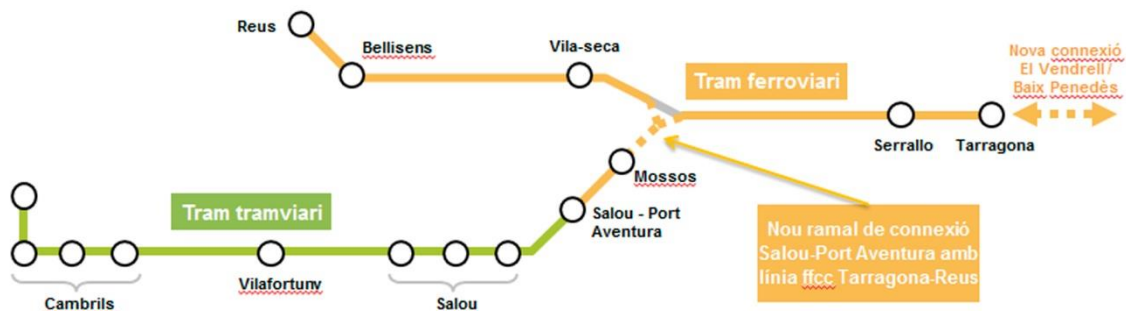 Reus
Bellisens
Vila-seca
Tram ferroviari
Nova connexió
El Vendrell /
Baix Penedès
Serrallo
Tarragona
Mossos
Tram tramviari
Salou - Port
Aventura
Nou ramal de connexió
Salou-Port Aventura amb
línia ffcc Tarragona-Reus
Vilafortuny
Cambrils
Salou